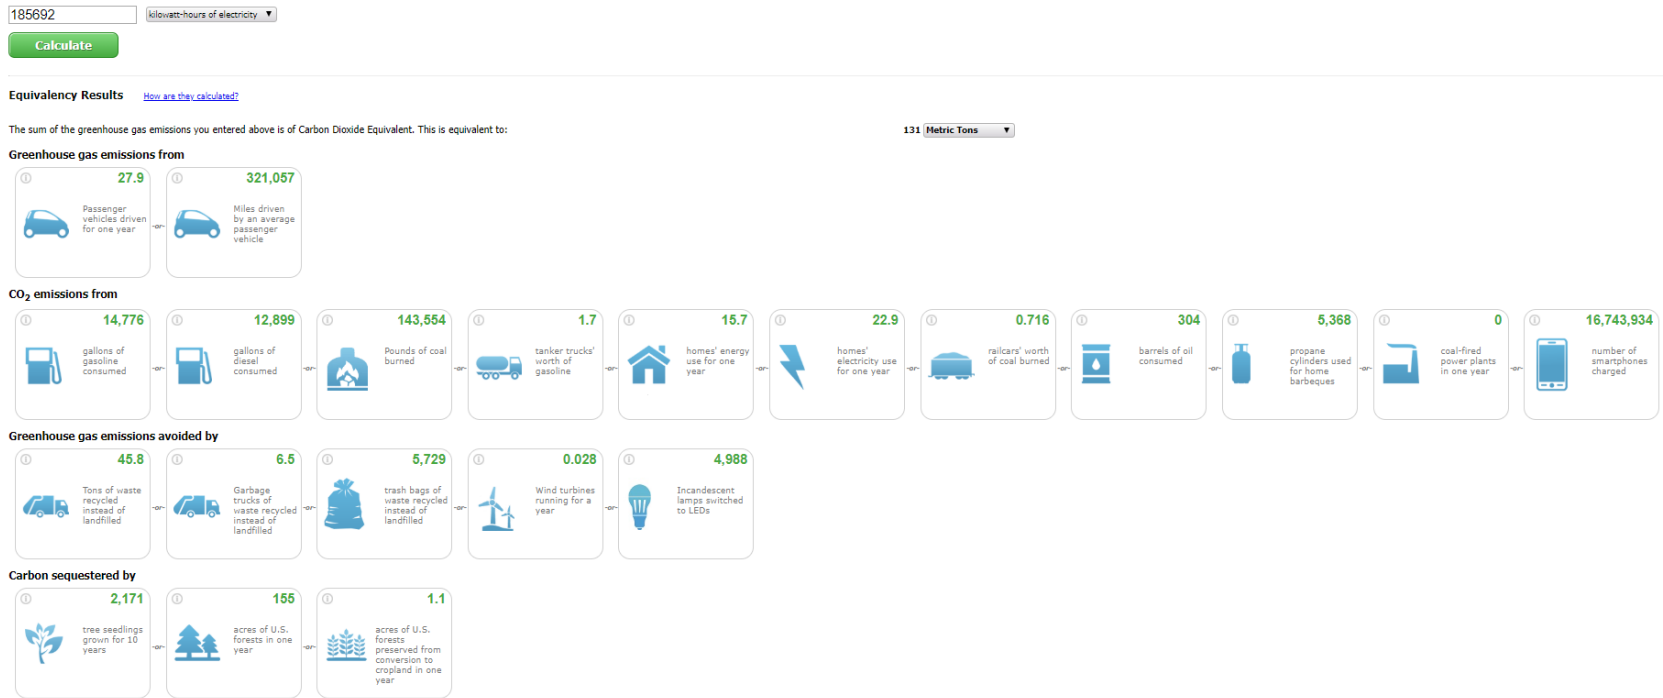 185692
kilowatt-hours of electricity
Calculate
Equivalency Results How are they calculated?
The sum of the greenhouse gas emissions you entered above is of Carbon Dioxide Equivalent. This is equivalent to: 131 Metric Tons
Greenhouse gas emissions from
27.9
Passenger
vehicles driven
for one year
-or-
321,057
Miles driven
by an average
passenger
vehicle
CO2 emissions from
14,776
gallons of
gasoline
consumed
-or-
12,899
gallons of
diesel
consumed
-or-
143,554
Pounds of coal
burned
-or-
1.7
tanker trucks'
worth of
gasoline
-or-
15.7
homes' energy
use for one
year
-or-
22.9
homes'
electricity use
for one year
-or-
0.716
railcars' worth
of coal burned
-or-
304
barrels of oil
consumed
-or-
5,368
propane
cylinders used
for home
barbeques
-or-
0
coal-fired
power plants
in one year
-or-
16,743,934
number of
smartphones
charged
Greenhouse gas emissions avoided by
45.8
Tons of waste
recycled
instead of
landfilled
-or-
6.5
Garbage
trucks of
waste recycled
instead of
landfilled
-or-
5,729
trash bags of
waste recycled
instead of
landfilled
-or-
0.028
Wind turbines
running for a
year
-or-
4,988
Incandescent
lamps switched
to LEDs
Carbon sequestered by
2,171
tree seedlings
grown for 10
years
-or-
155
acres of U.S.
forests in one
year
-or-
1.1
acres of U.S.
forests
preserved from
conversion to
cropland in one
year